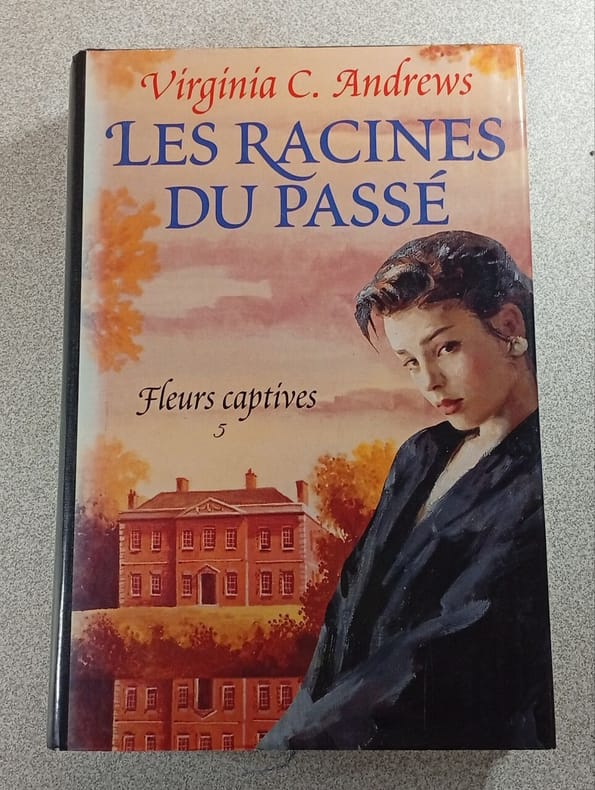 Virginia C. Andrews
LES RACINES
DU PASSÉ
Fleurs captives
5